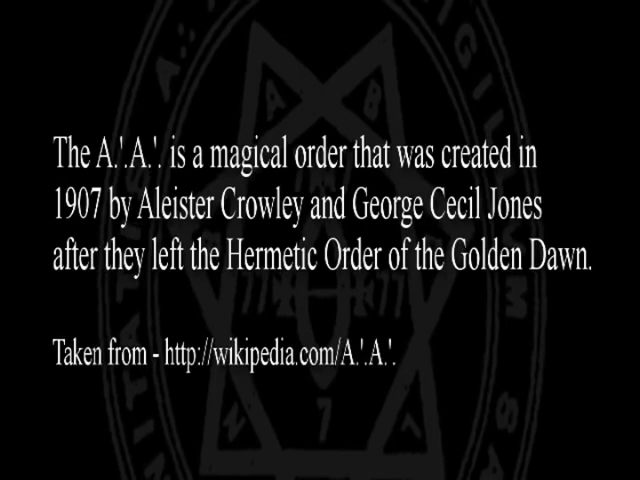 The A.'.A.'. is a magical order that was created in
1907 by Aleister Crowley and George Cecil Jones
after they left the Hermetic Order of the Golden Dawn.
Taken from - http://wikipedia.com/A.'.A.'.